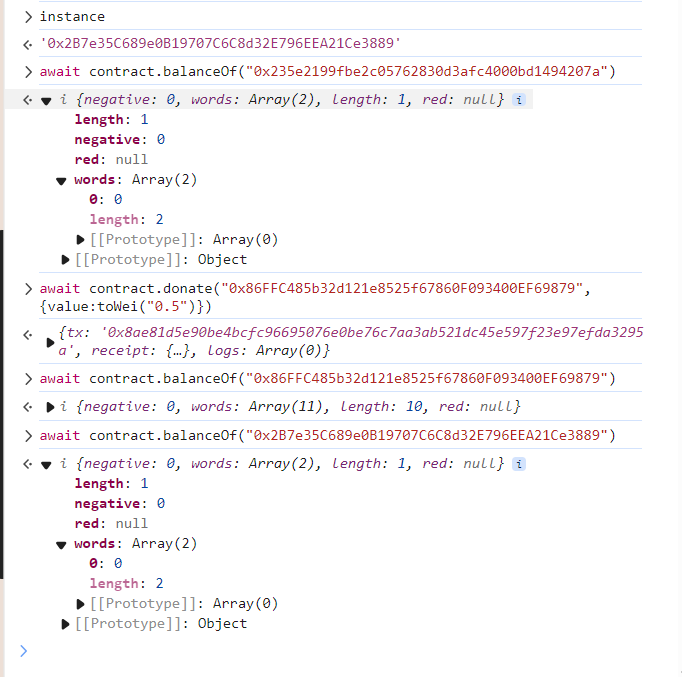 > instance
<· '0x2B7e35C689e0B19707C6C8d32E796EEA21Ce3889'
> await contract.balanceOf("0x235e2199fbe2c05762830d3afc4000bd1494207a")
<· ▼ i {negative: 0, words: Array(2), length: 1, red: null} i
length: 1
negative: 0
red: null
▼ words: Array(2)
0: 0
length: 2
▶ [[Prototype]]: Array(0)
▶ [[Prototype]]: Object
> await contract.donate("0x86FFC485b32d121e8525f67860F093400EF69879",
{value:toWei("0.5")})
<· ▶ {tx: '0x8ae81d5e90be4bcfc96695076e0be76c7aa3ab521dc45e597f23e97efda3295
a', receipt: {…}, logs: Array(0)}
> await contract.balanceOf("0x86FFC485b32d121e8525f67860F093400EF69879")
<· ▶ i {negative: 0, words: Array(11), length: 10, red: null}
> await contract.balanceOf("0x2B7e35C689e0B19707C6C8d32E796EEA21Ce3889")
<· ▼ i {negative: 0, words: Array(2), length: 1, red: null} i
length: 1
negative: 0
red: null
▼ words: Array(2)
0: 0
length: 2
▶ [[Prototype]]: Array(0)
▶ [[Prototype]]: Object
>